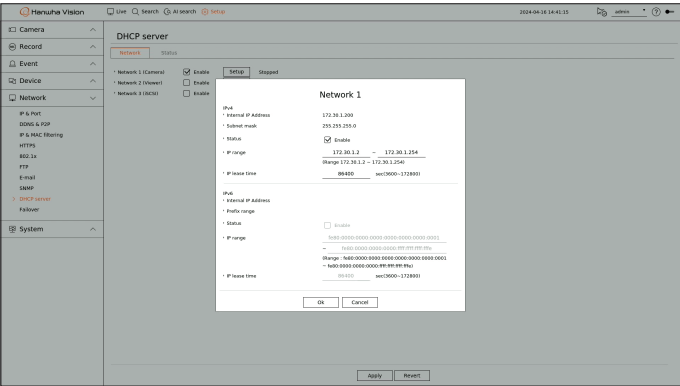 Hanwha Vision
Live Search AI search Setup
2024-04-16 14:41:15
admin
Camera
Record
Event
Device
Network
IP & Port
DDNS & P2P
IP & MAC filtering
HTTPS
802.1x
FTP
E-mail
SNMP
DHCP server
Failover
System
DHCP server
Network Status
Network 1 (Camera) Enable Setup Stopped
Network 2 (Viewer) Enable
Network 3 (iSCSI) Enable
Network 1
IPv4
Internal IP Address 172.30.1.200
Subnet mask 255.255.255.0
Status Enable
IP range 172.30.1.2 ~ 172.30.1.254
(Range 172.30.1.2 ~ 172.30.1.254)
IP lease time 86400 sec(3600~172800)
IPv6
Internal IP Address
Prefix range
Status Enable
IP range fe80:0000:0000:0000:0000:0000:0000:0001
~ fe80:0000:0000:0000:ffff:ffff:ffff:fffe
(Range : fe80:0000:0000:0000:0000:0000:0000:0001
~ fe80:0000:0000:0000:ffff:ffff:ffff:fffe)
IP lease time 86400 sec(3600~172800)
Ok Cancel
Apply Revert